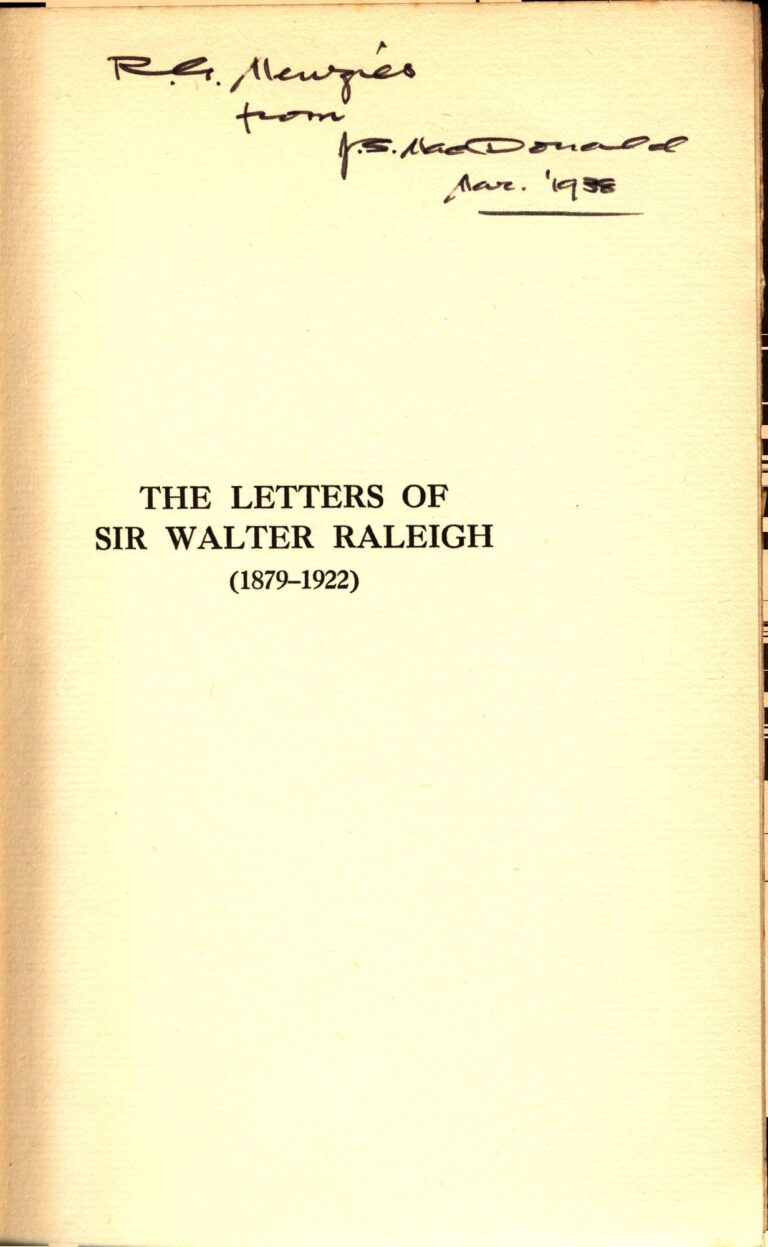 R.G. Menzies
from
J.S. MacDonald
Mar. '1938
THE LETTERS OF
SIR WALTER RALEIGH
(1879–1922)